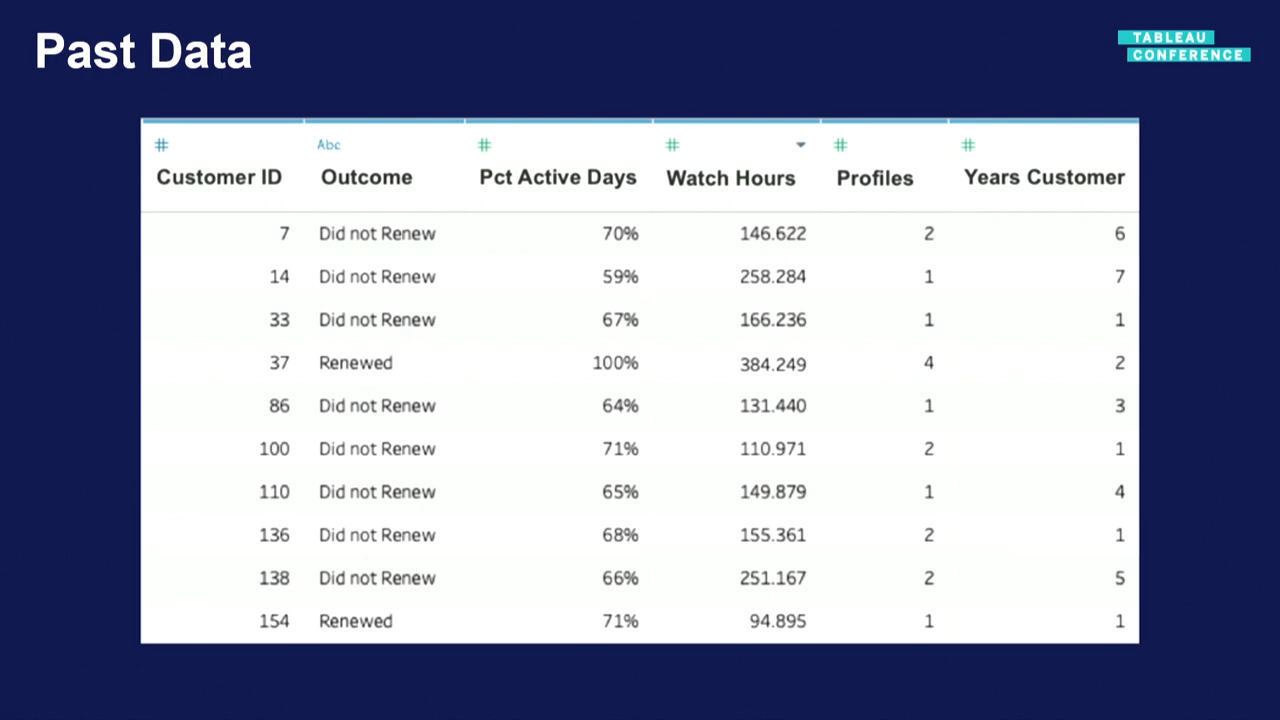 Past Data
TABLEAU
CONFERENCE
# Abc # # # #
Customer ID Outcome Pct Active Days Watch Hours Profiles Years Customer
7 Did not Renew 70% 146.622 2 6
14 Did not Renew 59% 258.284 1 7
33 Did not Renew 67% 166.236 1 1
37 Renewed 100% 384.249 4 2
86 Did not Renew 64% 131.440 1 3
100 Did not Renew 71% 110.971 2 1
110 Did not Renew 65% 149.879 1 4
136 Did not Renew 68% 155.361 2 1
138 Did not Renew 66% 251.167 2 5
154 Renewed 71% 94.895 1 1